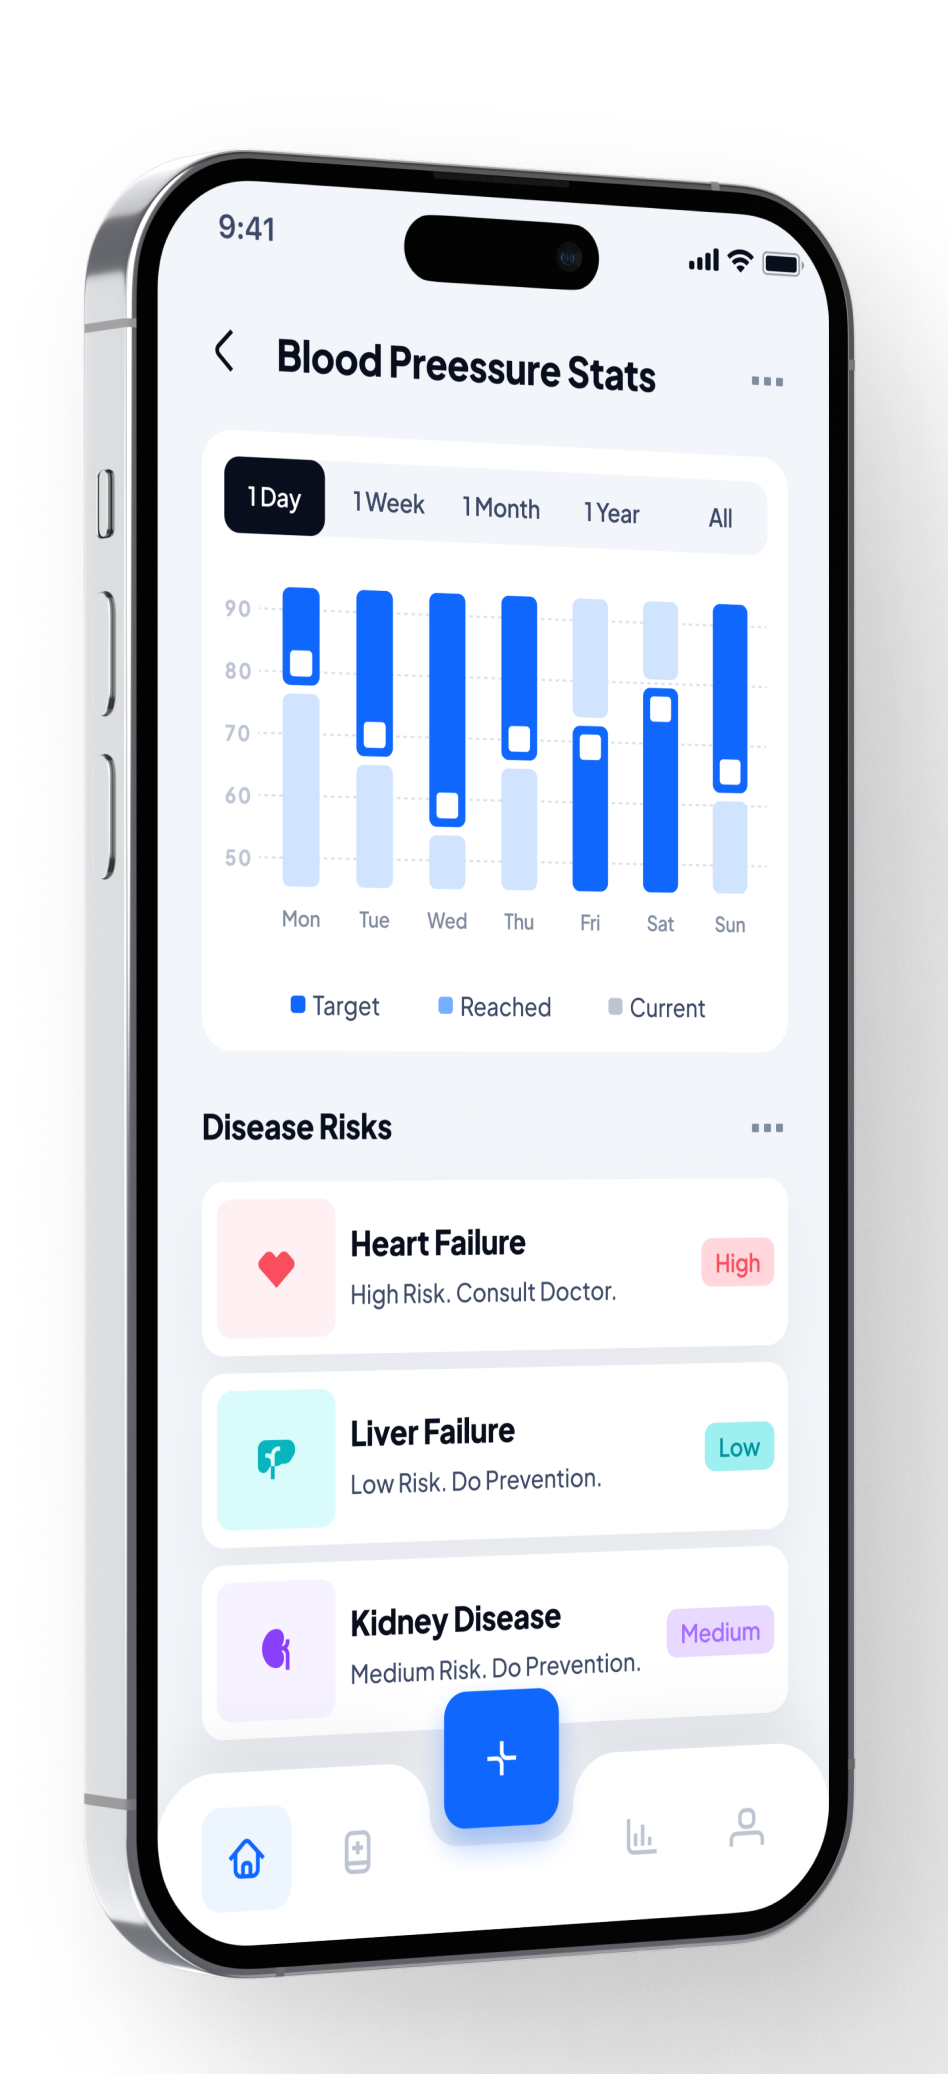 9:41
Blood Preessure Stats
1 Day 1 Week 1 Month 1 Year All
90
80
70
60
50
Mon Tue Wed Thu Fri Sat Sun
Target Reached Current
Disease Risks
Heart Failure
High Risk. Consult Doctor.
High
Liver Failure
Low Risk. Do Prevention.
Low
Kidney Disease
Medium Risk. Do Prevention.
Medium